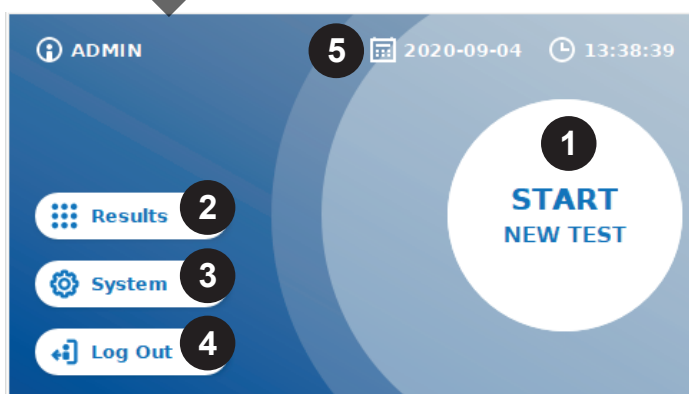 ADMIN 5 2020-09-04 13:38:39
1
START
NEW TEST
Results 2
System 3
Log Out 4